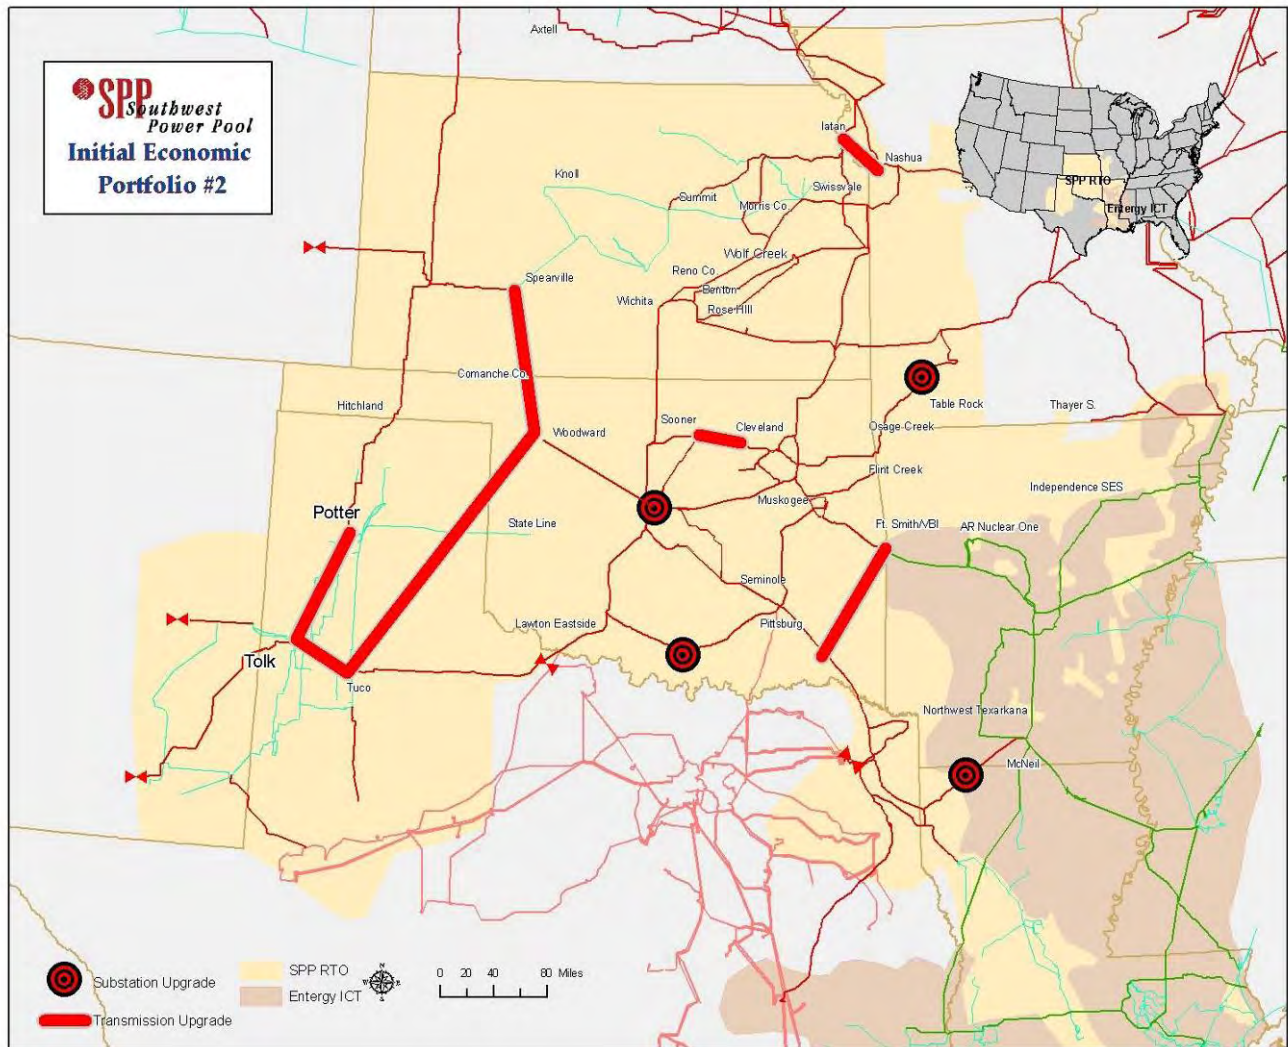 SPP Southwest
Power Pool
Initial Economic
Portfolio #2
Axtell
Iatan
Nashua
Knoll
Swissvale
Summit
Morris Co.
SPP RTO
Entergy ICT
Wolf Creek
Reno Co.
Spearville
Benton
Wichita
Rose Hill
Comanche Co.
Hitchland
Table Rock
Thayer S.
Sooner
Cleveland
Osage Creek
Woodward
Flint Creek
Independence SES
Muskogee
Potter
State Line
Ft. Smith/VBI
AR Nuclear One
Seminole
Lawton Eastside
Pittsburg
Tolk
Tuco
Northwest Texarkana
McNeil
N
Substation Upgrade
SPP RTO
Entergy ICT
0 20 40 80 Miles
Transmission Upgrade